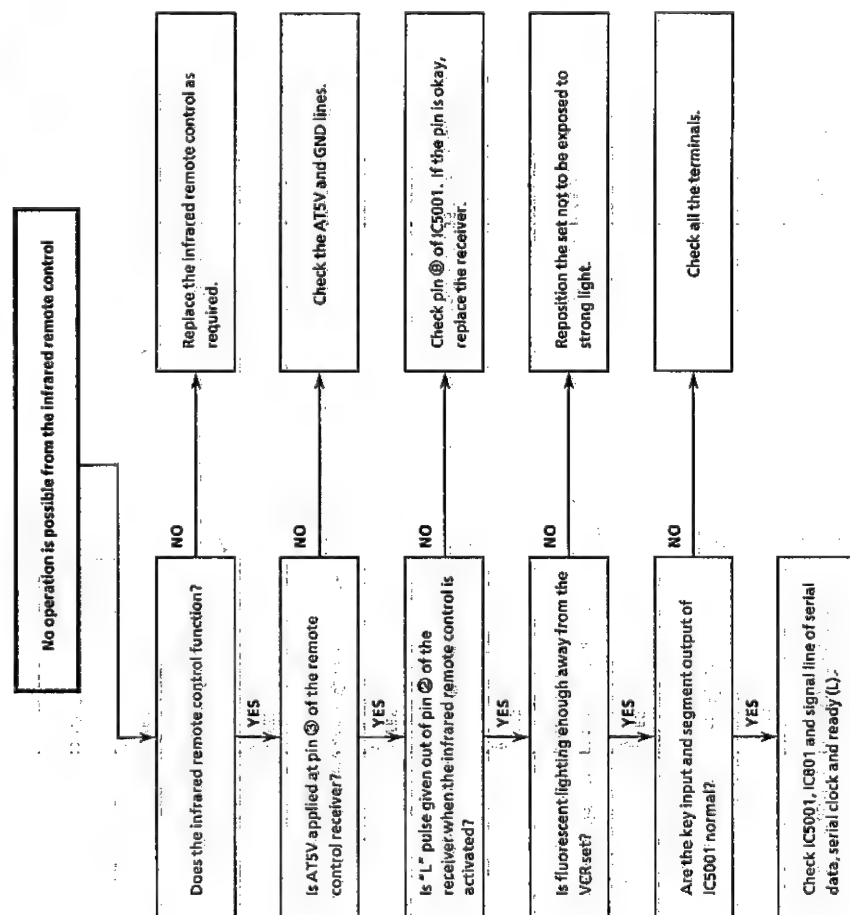 No operation is possible from the infrared remote control
Does the infrared remote control function?
NO
Replace the infrared remote control as
required.
YES
Is AT5V applied at pin ③ of the remote
control receiver?
NO
Check the AT5V and GND lines.
YES
Is "L" pulse given out of pin ② of the
receiver when the infrared remote control is
activated?
NO
Check pin ⑧ of IC5001. If the pin is okay,
replace the receiver.
YES
Is fluorescent lighting enough away from the
VCR set?
NO
Reposition the set not to be exposed to
strong light.
YES
Are the key input and segment output of
IC5001 normal?
NO
Check all the terminals.
YES
Check IC5001, IC801 and signal line of serial
data, serial clock and ready (L).